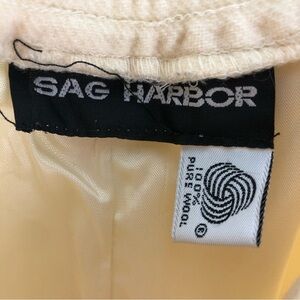 SAG HARBOR
100%
PURE WOOL
®